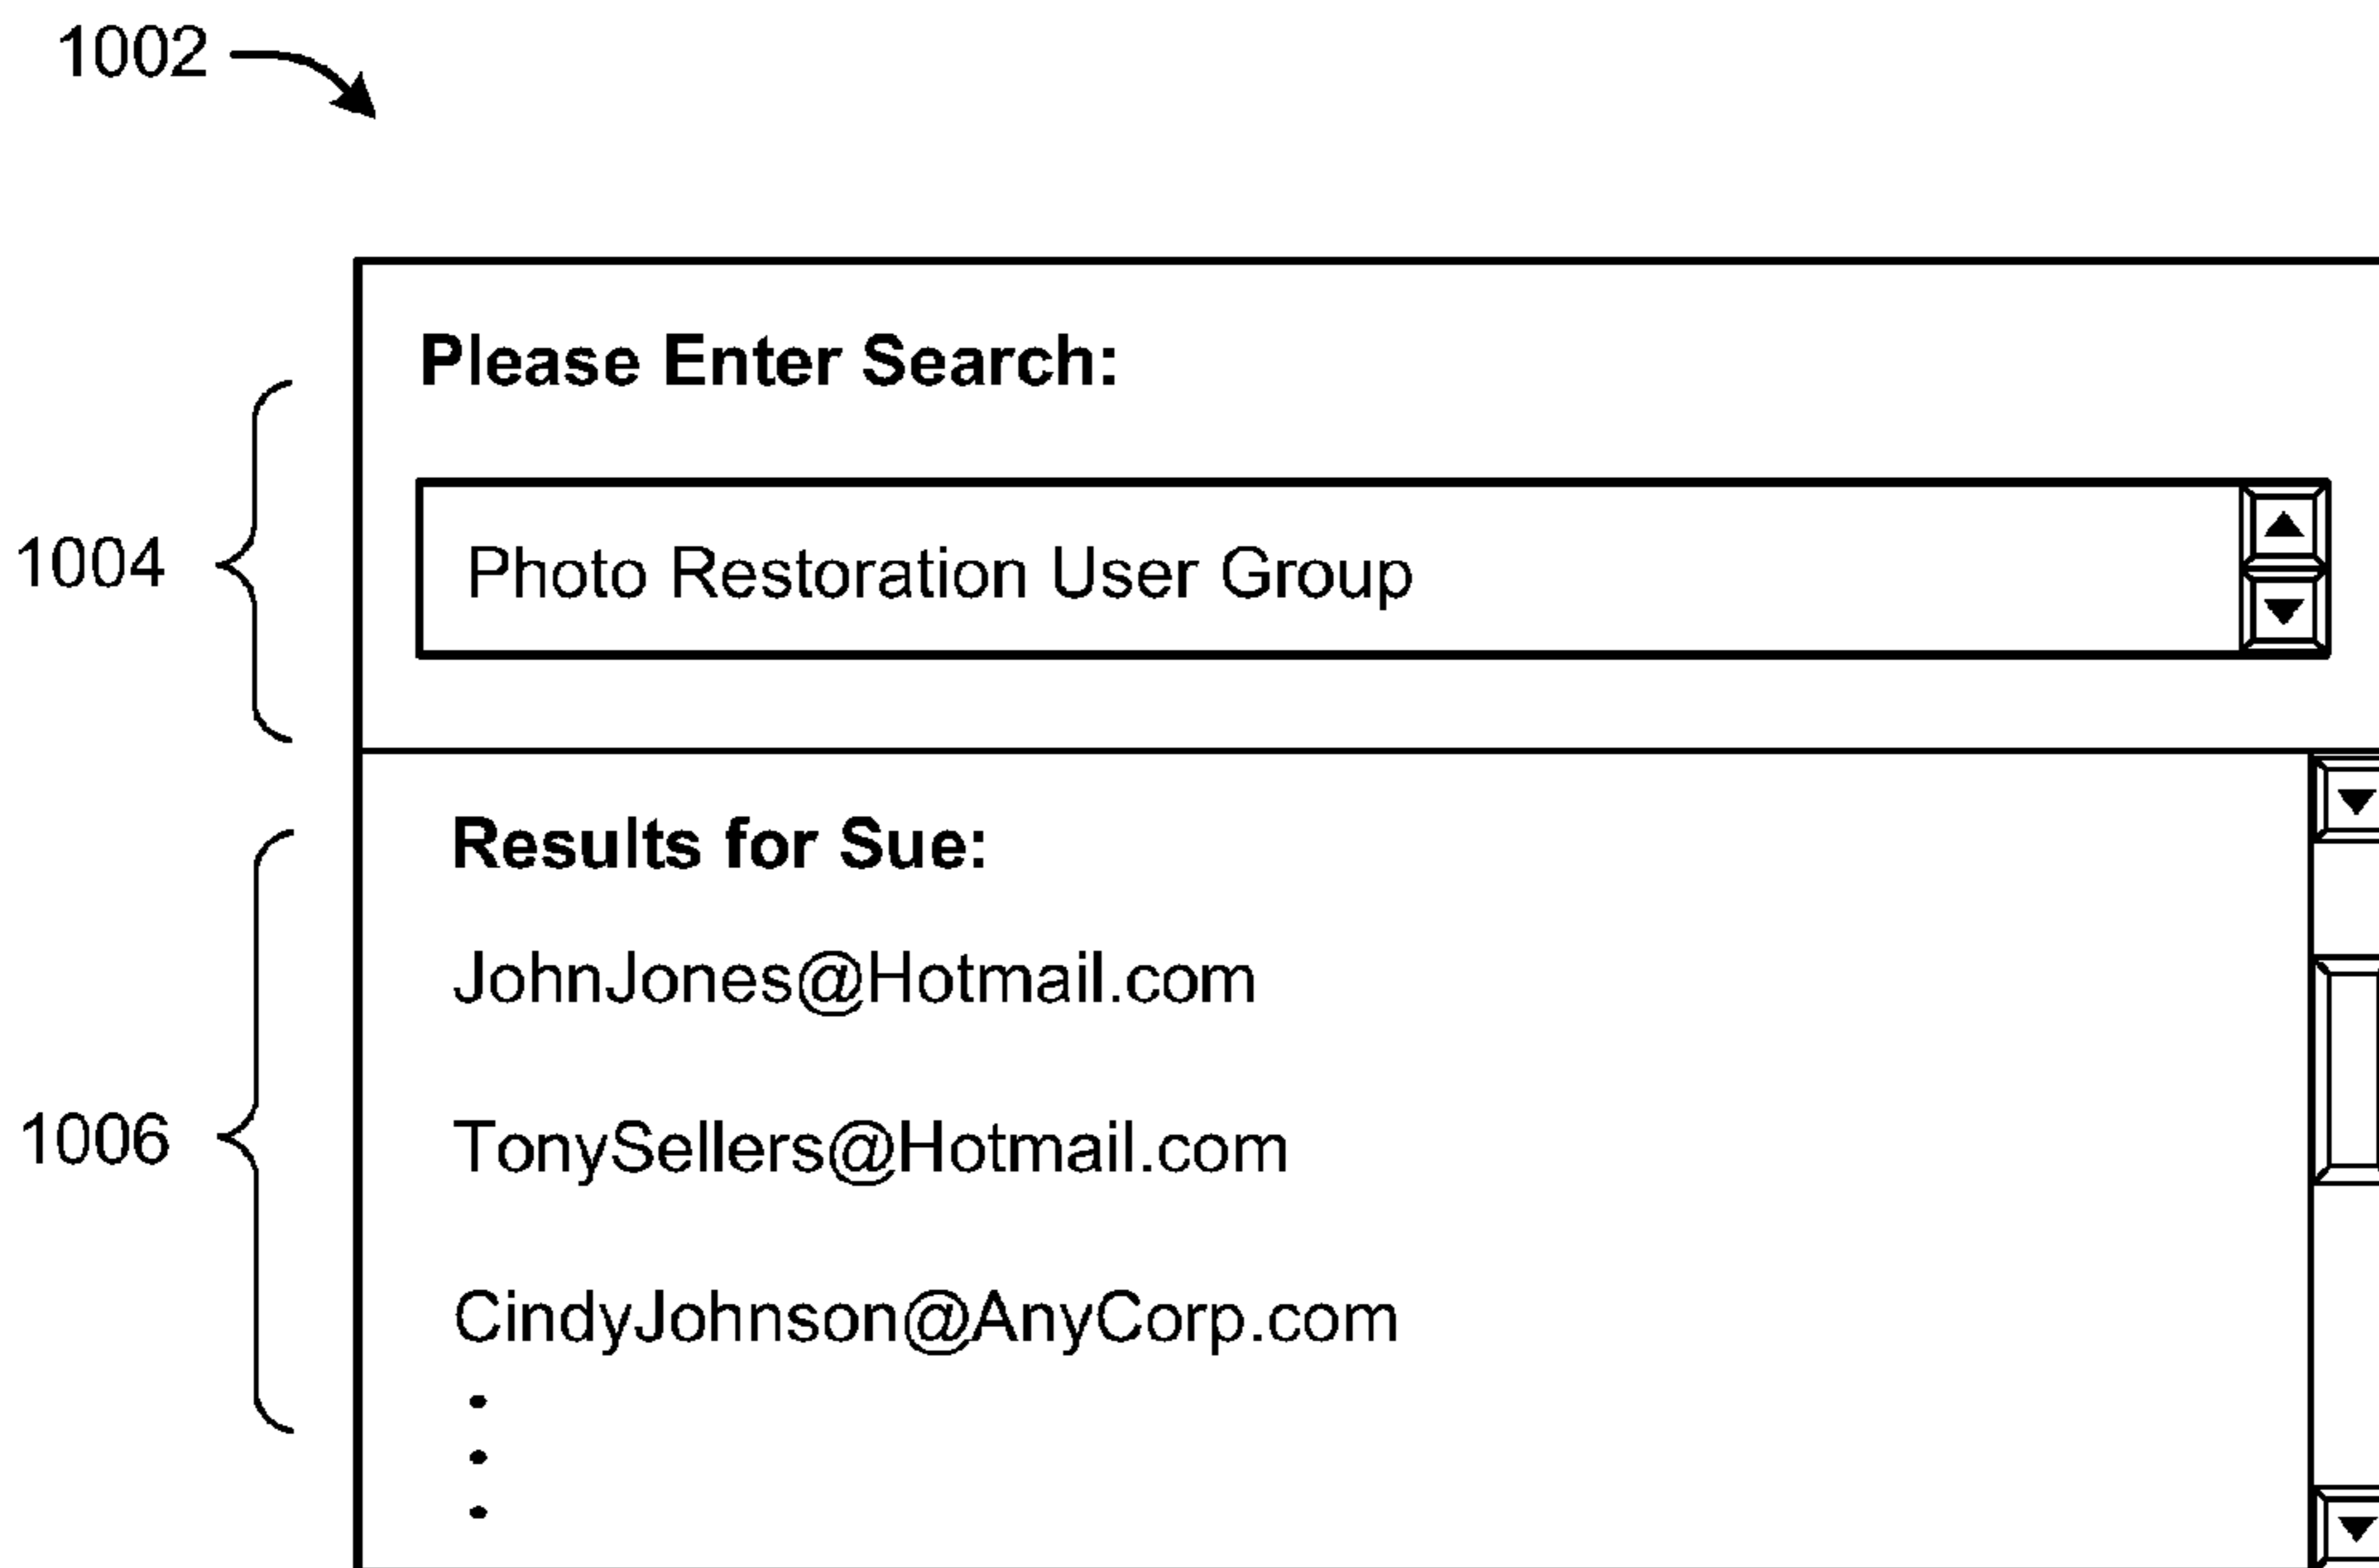 1002
Please Enter Search:
1004
Photo Restoration User Group
Results for Sue:
JohnJones@Hotmail.com
1006
TonySellers@Hotmail.com
CindyJohnson@AnyCorp.com